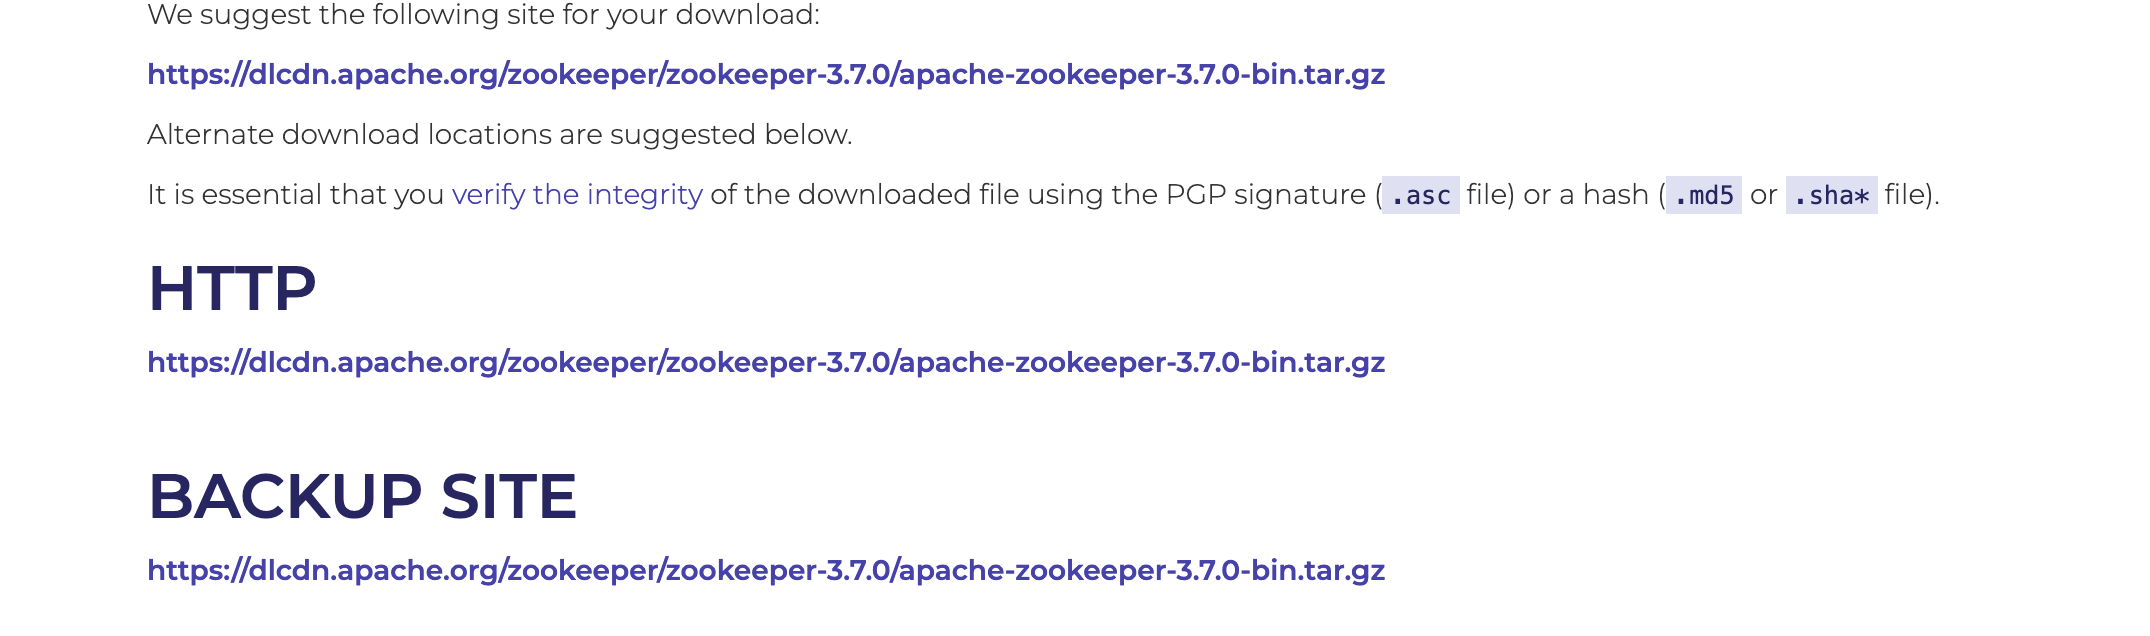 We suggest the following site for your download:
https://dlcdn.apache.org/zookeeper/zookeeper-3.7.0/apache-zookeeper-3.7.0-bin.tar.gz
Alternate download locations are suggested below.
It is essential that you verify the integrity of the downloaded file using the PGP signature ( .asc file) or a hash ( .md5 or .sha* file).
HTTP
https://dlcdn.apache.org/zookeeper/zookeeper-3.7.0/apache-zookeeper-3.7.0-bin.tar.gz
BACKUP SITE
https://dlcdn.apache.org/zookeeper/zookeeper-3.7.0/apache-zookeeper-3.7.0-bin.tar.gz